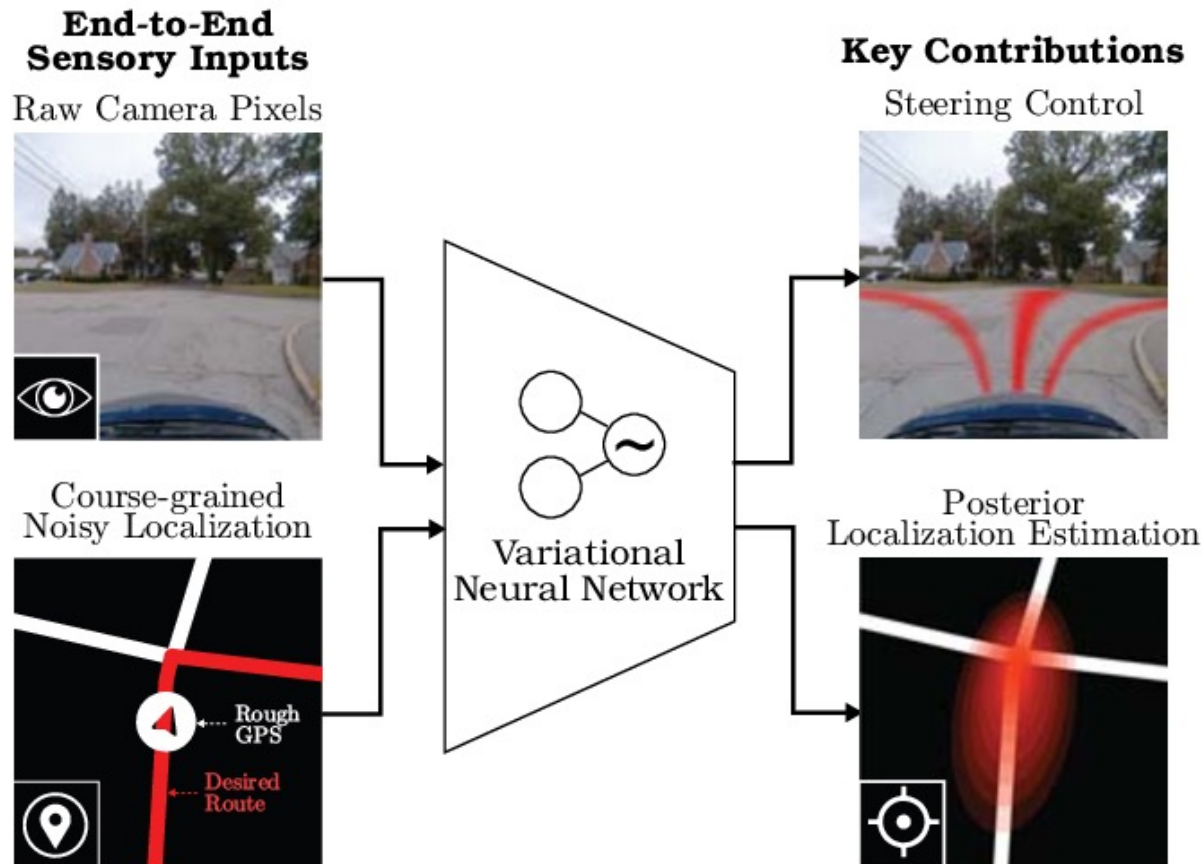 End-to-End
Sensory Inputs
Raw Camera Pixels
Course-grained
Noisy Localization
Rough
GPS
Desired
Route
~
Variational
Neural Network
Key Contributions
Steering Control
Posterior
Localization Estimation